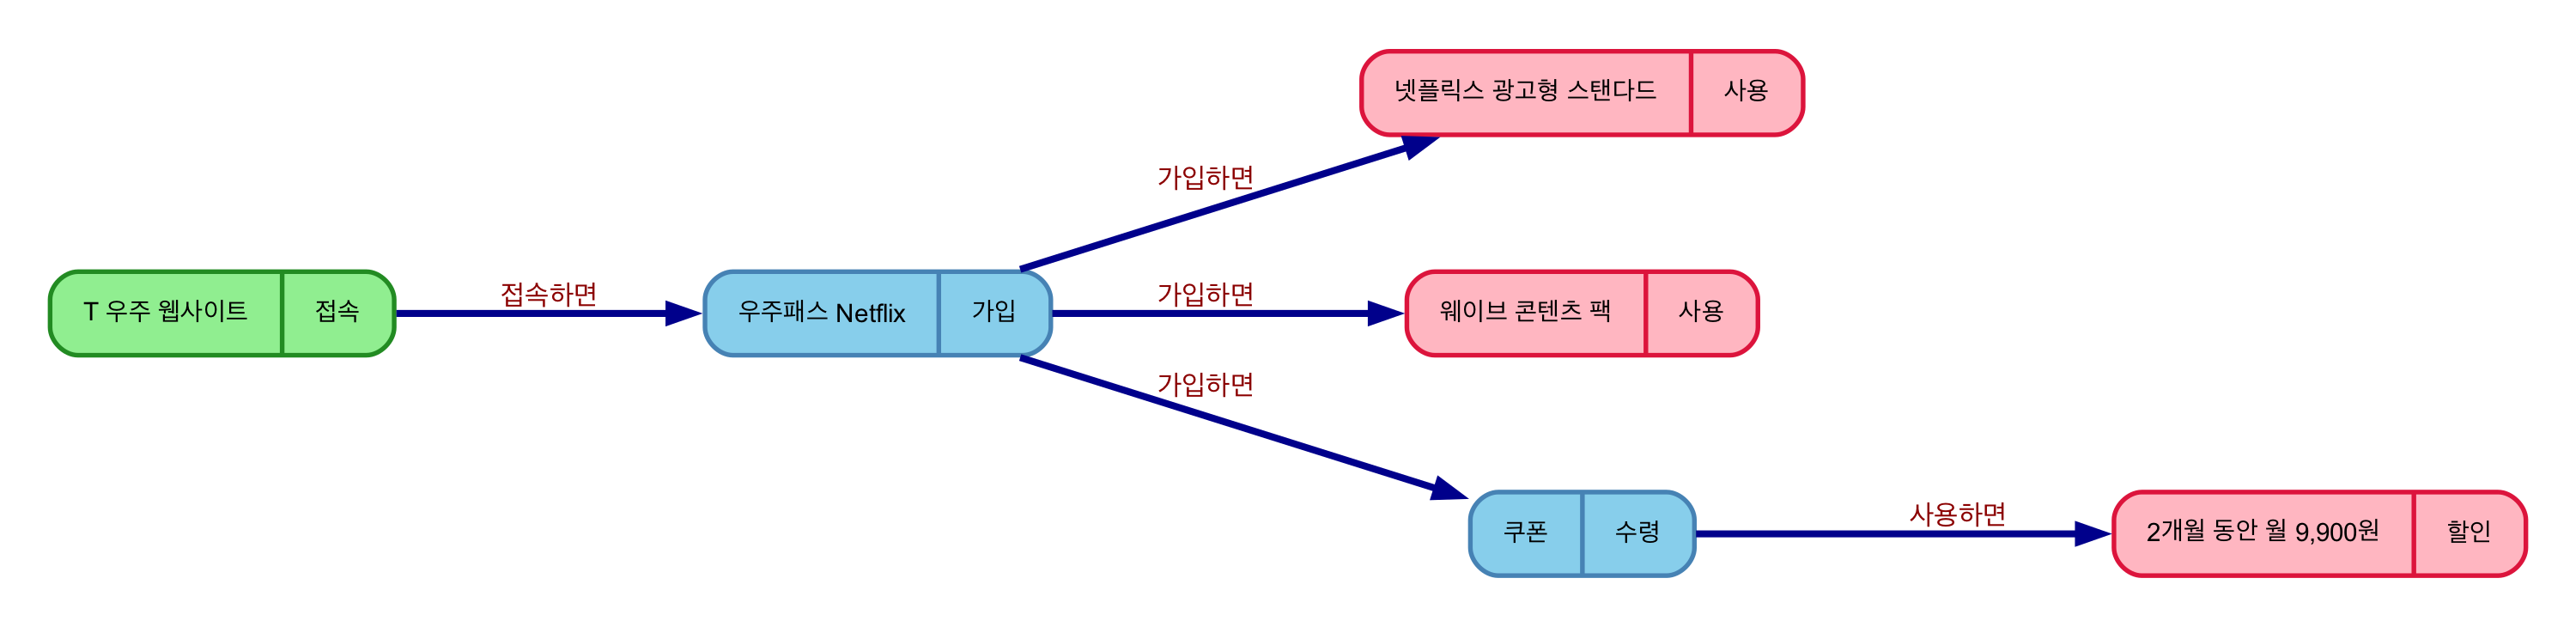 넷플릭스 광고형 스탠다드 사용
가입하면
T 우주 웹사이트 접속
접속하면
우주패스 Netflix 가입
가입하면
웨이브 콘텐츠 팩 사용
가입하면
쿠폰 수령
사용하면
2개월 동안 월 9,900원 할인